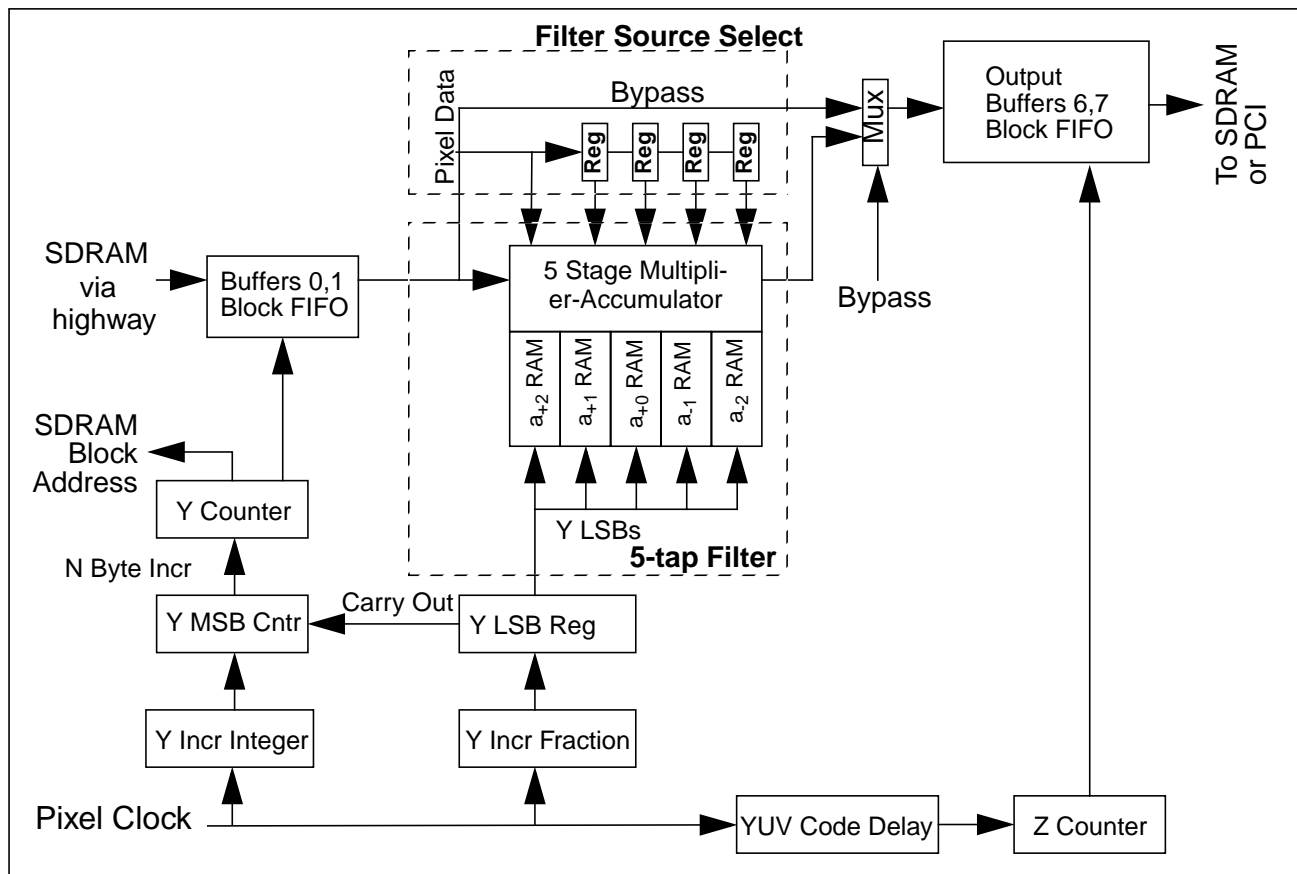 Filter Source Select
Pixel Data
Bypass
Reg
Reg
Reg
Reg
Mux
Output
Buffers 6,7
Block FIFO
To SDRAM
or PCI
SDRAM
via
highway
Buffers 0,1
Block FIFO
5 Stage Multipli-
er-Accumulator
Bypass
a+2 RAM
a+1 RAM
a+0 RAM
a-1 RAM
a-2 RAM
SDRAM
Block
Address
Y Counter
Y LSBs
5-tap Filter
N Byte Incr
Y MSB Cntr
Carry Out
Y LSB Reg
Y Incr Integer
Y Incr Fraction
Pixel Clock
YUV Code Delay
Z Counter